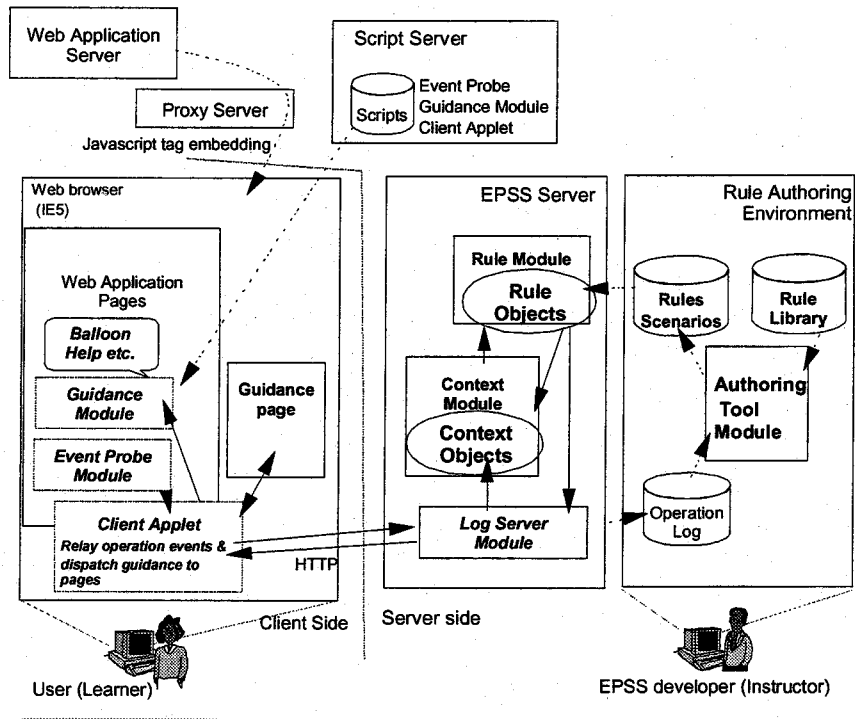 Web Application
Server
Script Server
Scripts
Event Probe
Guidance Module
Client Applet
Proxy Server
Javascript tag embedding
Web browser
(IE5)
Web Application
Pages
Balloon
Help etc.
Guidance
Module
Event Probe
Module
Guidance
page
Client Applet
Relay operation events &
dispatch guidance to
pages
HTTP
Client Side
User (Learner)
EPSS Server
Rule Module
Rule
Objects
Context
Module
Context
Objects
Log Server
Module
Server side
Rule Authoring
Environment
Rules
Scenarios
Rule
Library
Authoring
Tool
Module
Operation
Log
EPSS developer (Instructor)